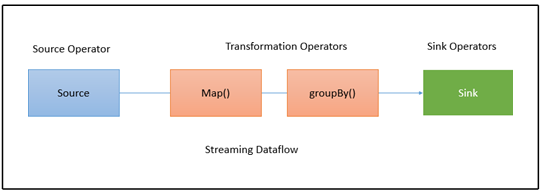 Source Operator
Transformation Operators
Sink Operators
Source
Map()
groupBy()
Sink
Streaming Dataflow